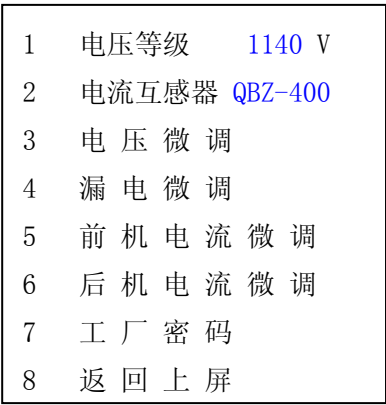 1 电压等级 1140 V
2 电流互感器 QBZ-400
3 电 压 微 调
4 漏 电 微 调
5 前 机 电 流 微 调
6 后 机 电 流 微 调
7 工 厂 密 码
8 返 回 上 屏